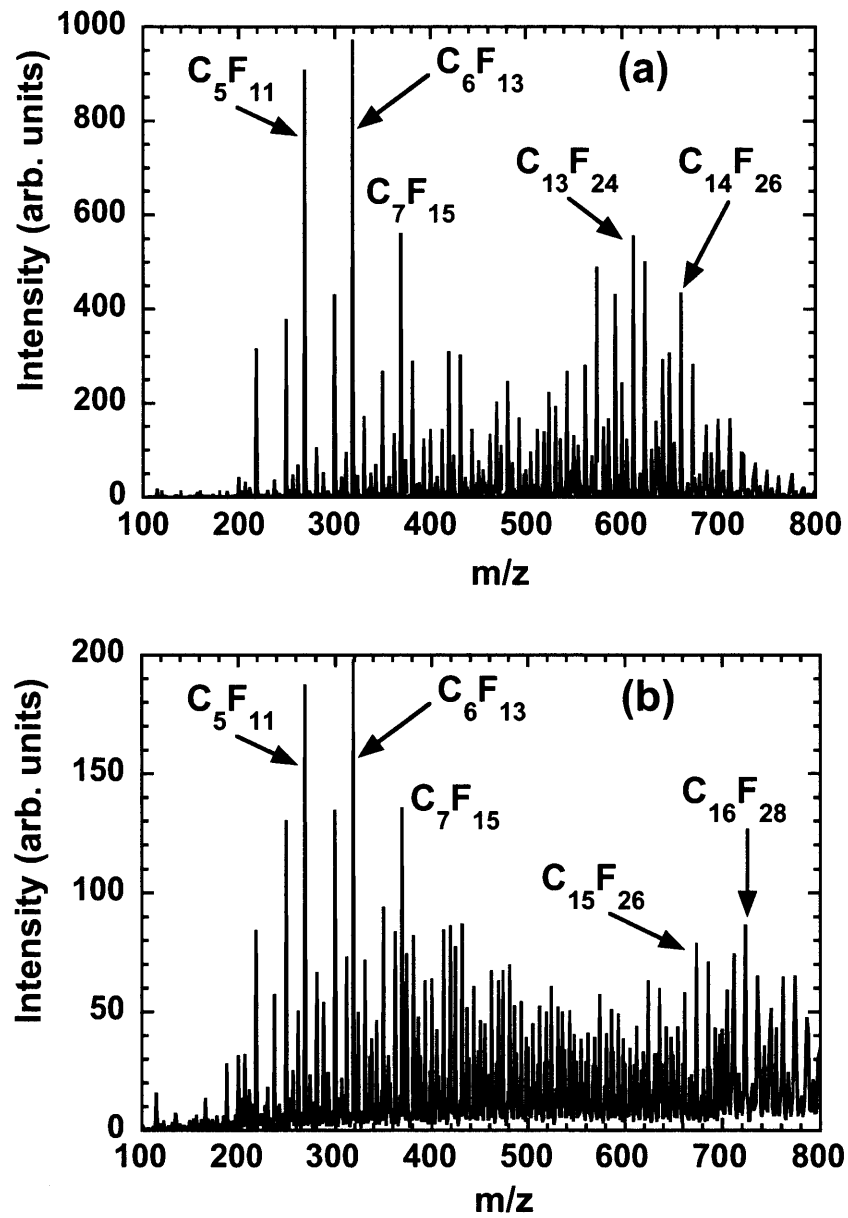 1000
800
600
400
200
0
Intensity (arb. units)
(a)
C5F11
C6F13
C7F15
C13F24
C14F26
100 200 300 400 500 600 700 800
m/z
200
150
100
50
0
Intensity (arb. units)
(b)
C5F11
C6F13
C7F15
C16F28
C15F26
100 200 300 400 500 600 700 800
m/z